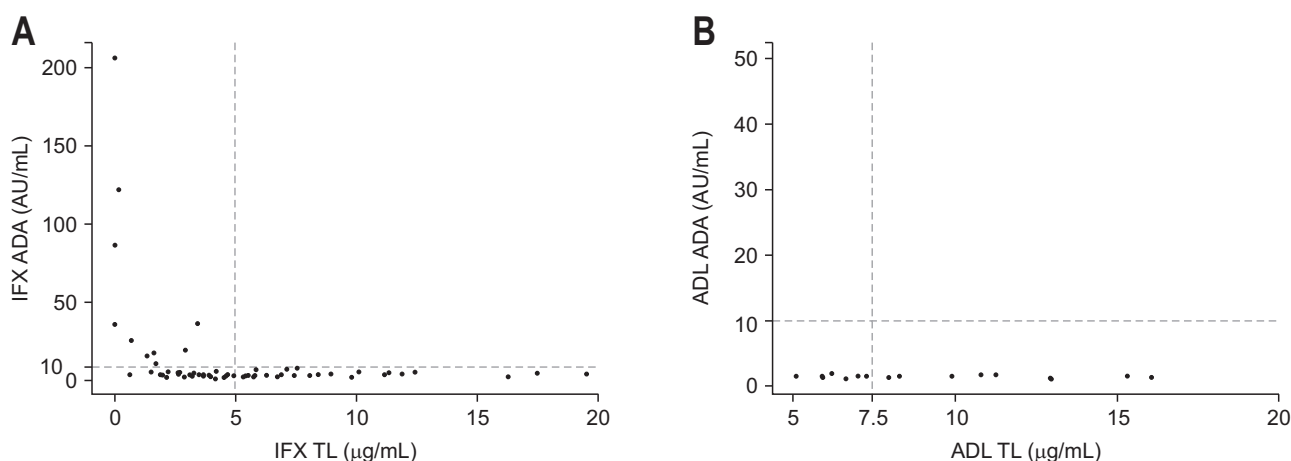 A
IFX ADA (AU/mL)
200
150
100
50
10
0
0 5 10 15 20
IFX TL (μg/mL)
B
ADL ADA (AU/mL)
50
40
30
20
10
0
5 7.5 10 15 20
ADL TL (μg/mL)